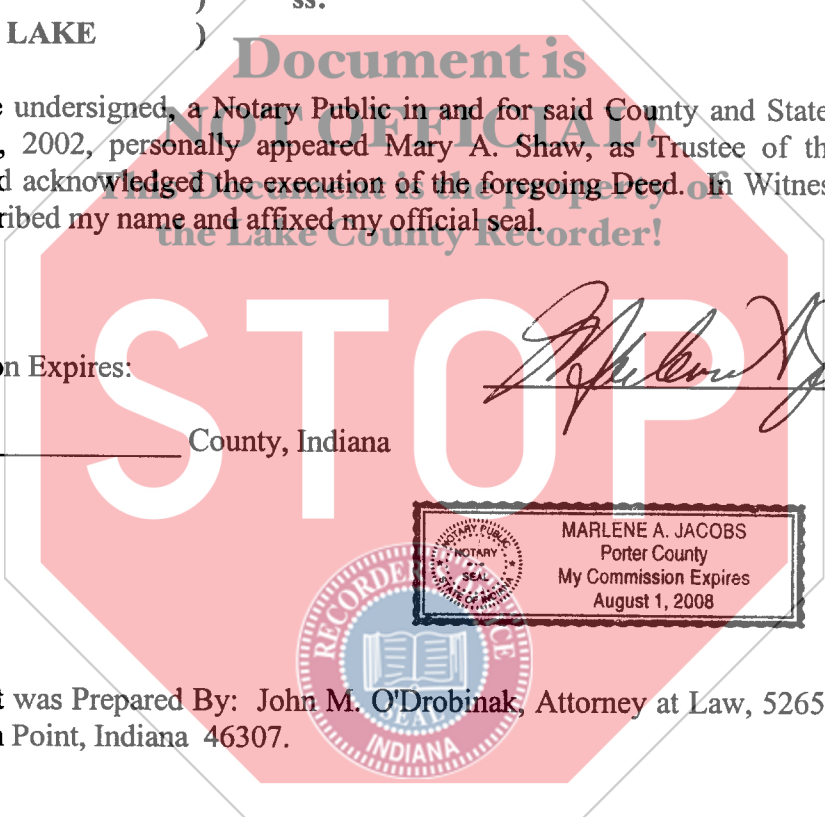 ss.
LAKE )
Document is
e undersigned, a Notary Public in and for said County and State
NOT OFFICIAL!
, 2002, personally appeared Mary A. Shaw, as Trustee of th
d acknowledged the execution of the foregoing Deed. In Witnes
This Document is the property of
ribed my name and affixed my official seal.
the Lake County Recorder!
STOP
on Expires:
County, Indiana
MARLENE A. JACOBS
Porter County
My Commission Expires
August 1, 2008
NOTARY PUBLIC
NOTARY
SEAL
STATE OF INDIANA
RECORDER'S OFFICE
SEAL
INDIANA
t was Prepared By: John M. O'Drobinak, Attorney at Law, 5265
n Point, Indiana 46307.